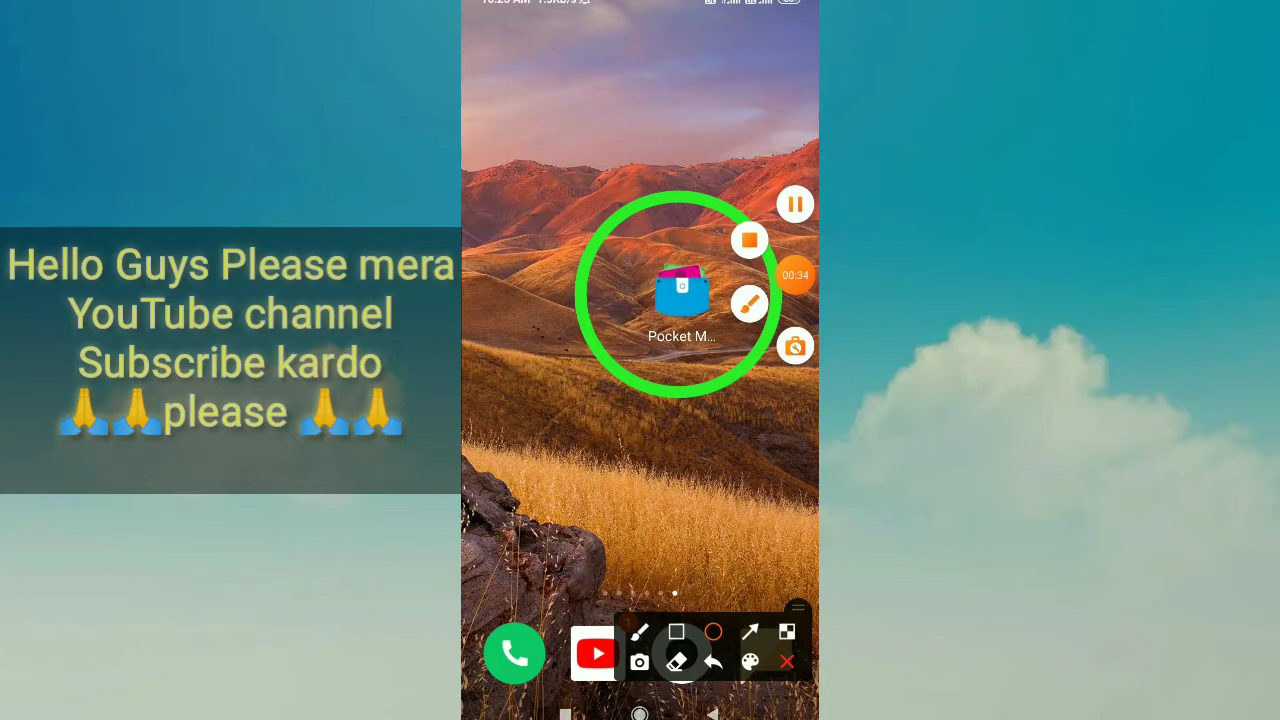 Hello Guys Please mera
YouTube channel
Subscribe kardo
🙏🙏please 🙏🙏
00:34
Pocket M...